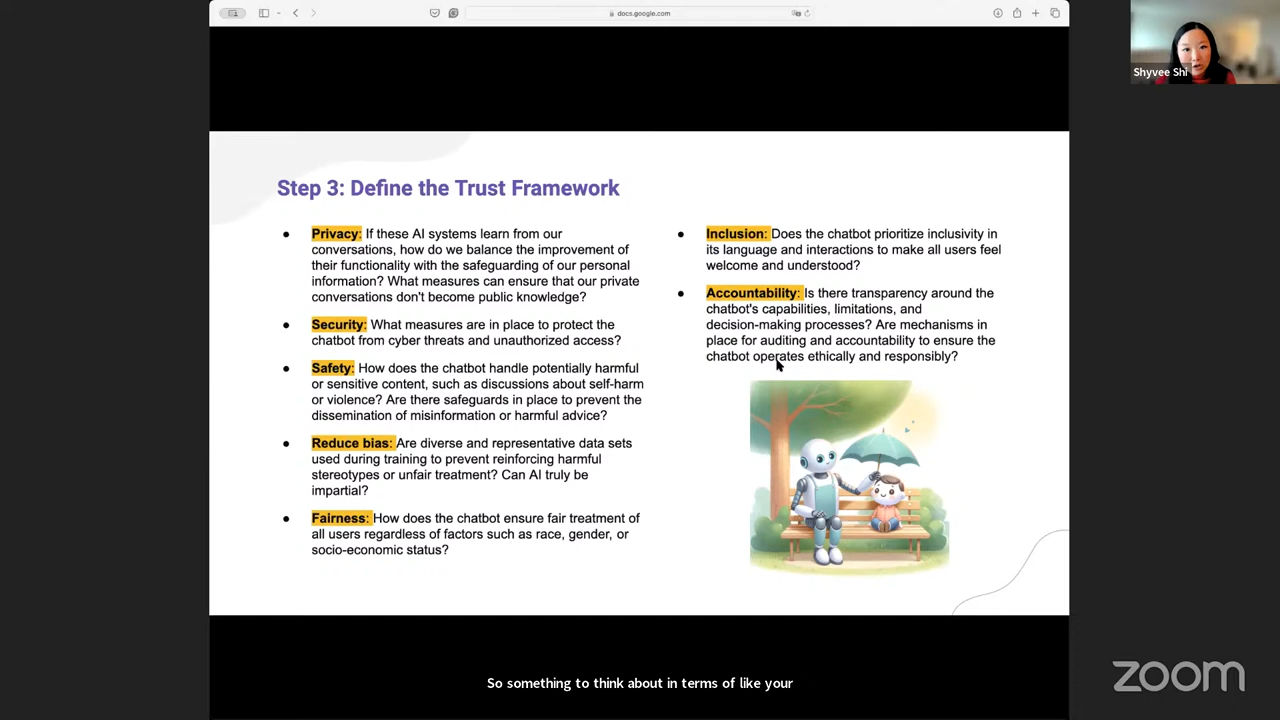 docs.google.com
Shyvee Shi
Step 3: Define the Trust Framework
● Privacy: If these AI systems learn from our
conversations, how do we balance the improvement of
their functionality with the safeguarding of our personal
information? What measures can ensure that our private
conversations don't become public knowledge?
● Security: What measures are in place to protect the
chatbot from cyber threats and unauthorized access?
● Safety: How does the chatbot handle potentially harmful
or sensitive content, such as discussions about self-harm
or violence? Are there safeguards in place to prevent the
dissemination of misinformation or harmful advice?
● Reduce bias: Are diverse and representative data sets
used during training to prevent reinforcing harmful
stereotypes or unfair treatment? Can AI truly be
impartial?
● Fairness: How does the chatbot ensure fair treatment of
all users regardless of factors such as race, gender, or
socio-economic status?
● Inclusion: Does the chatbot prioritize inclusivity in
its language and interactions to make all users feel
welcome and understood?
● Accountability: Is there transparency around the
chatbot's capabilities, limitations, and
decision-making processes? Are mechanisms in
place for auditing and accountability to ensure the
chatbot operates ethically and responsibly?
So something to think about in terms of like your
zoom